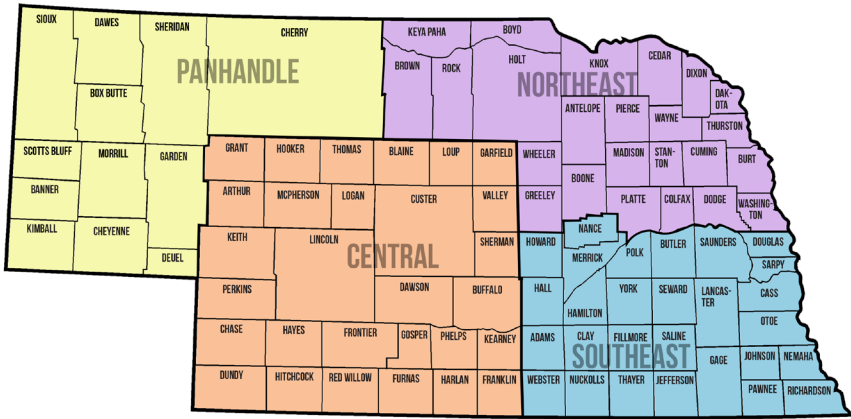 SIOUX
DAWES
SHERIDAN
CHERRY
BOX BUTTE
SCOTTS BLUFF
MORRILL
GARDEN
BANNER
KIMBALL
CHEYENNE
DEUEL
PANHANDLE
KEYA PAHA
BOYD
BROWN
ROCK
HOLT
KNOX
CEDAR
DIXON
DAK-
OTA
ANTELOPE
PIERCE
WAYNE
THURSTON
WHEELER
MADISON
STAN-
TON
CUMING
BURT
BOONE
GREELEY
PLATTE
COLFAX
DODGE
WASHING-
TON
NORTHEAST
GRANT
HOOKER
THOMAS
BLAINE
LOUP
GARFIELD
ARTHUR
MCPHERSON
LOGAN
CUSTER
VALLEY
KEITH
LINCOLN
SHERMAN
PERKINS
DAWSON
BUFFALO
CHASE
HAYES
FRONTIER
GOSPER
PHELPS
KEARNEY
DUNDY
HITCHCOCK
RED WILLOW
FURNAS
HARLAN
FRANKLIN
CENTRAL
NANCE
HOWARD
MERRICK
POLK
BUTLER
SAUNDERS
DOUGLAS
SARPY
HALL
YORK
SEWARD
LANCAS-
TER
CASS
HAMILTON
OTOE
ADAMS
CLAY
FILLMORE
SALINE
GAGE
JOHNSON
NEMAHA
WEBSTER
NUCKOLLS
THAYER
JEFFERSON
PAWNEE
RICHARDSON
SOUTHEAST